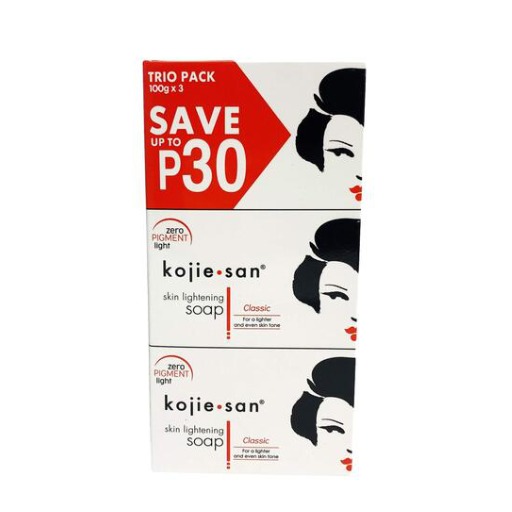 TRIO PACK
100g x 3
SAVE
UP TO
P30
zero
PIGMENT
light
kojie•san®
skin lightening
soap
Classic
For a lighter
and even skin tone
zero
PIGMENT
light
kojie•san®
skin lightening
soap
Classic
For a lighter
and even skin tone